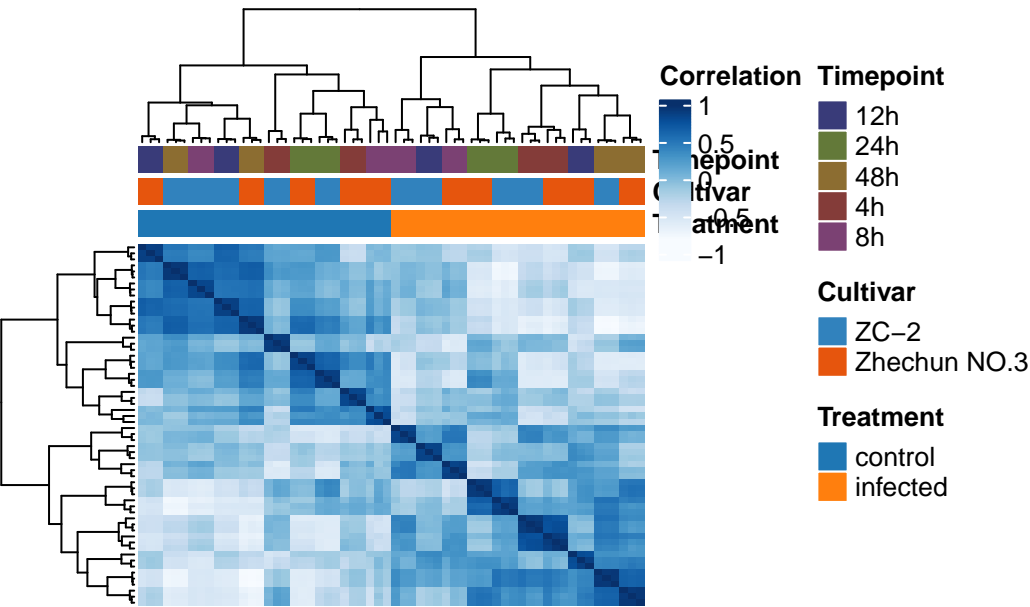 Correlation
1
0.5
0
−0.5
−1
Timepoint
Cultivar
Treatment
Timepoint
12h
24h
48h
4h
8h
Cultivar
ZC−2
Zhechun NO.3
Treatment
control
infected